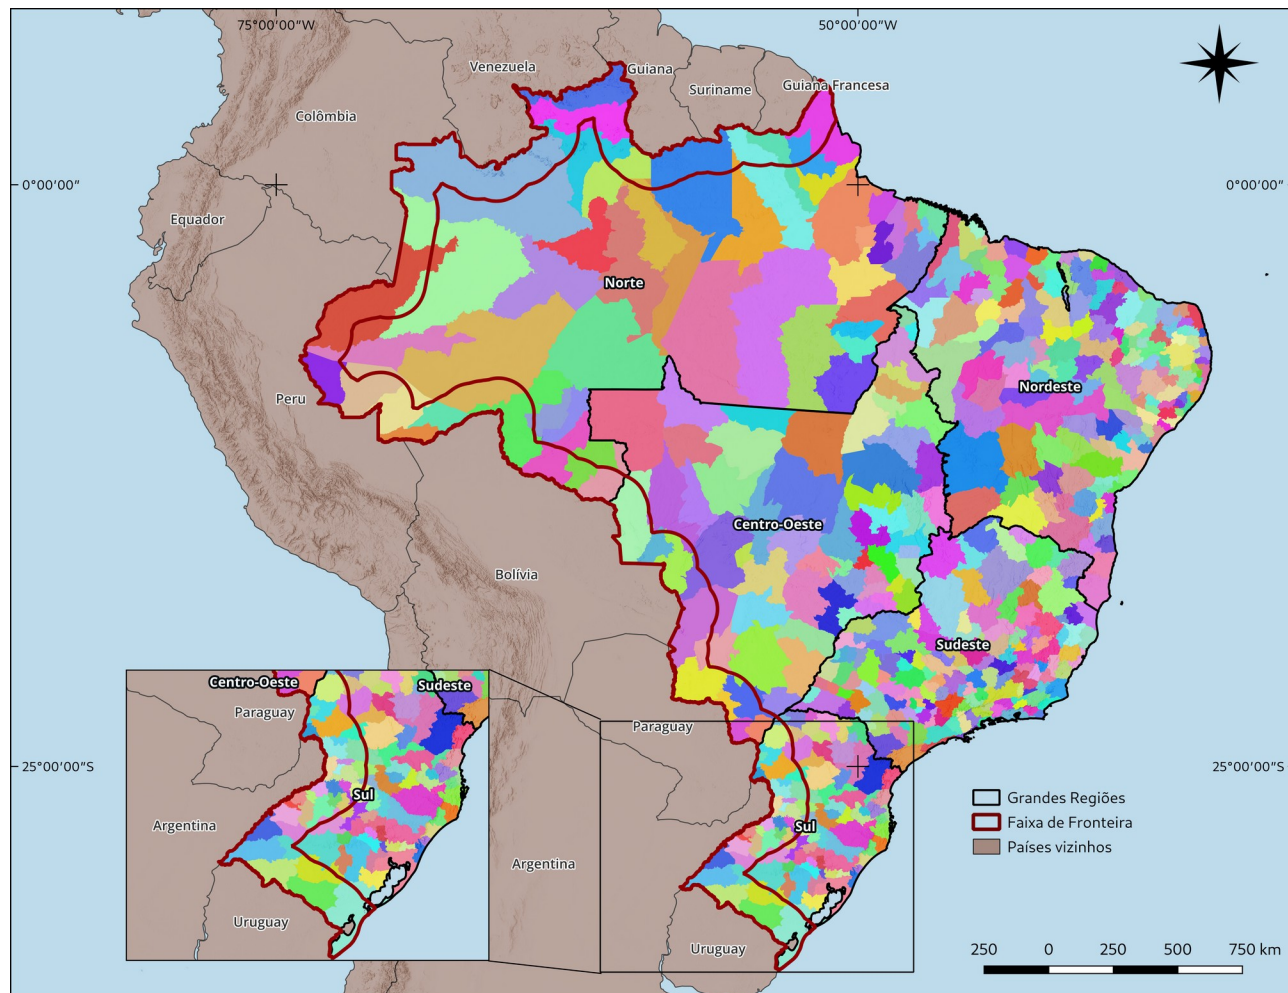 75°00'00"W
50°00'00"W
Venezuela
Guiana
Suriname
Guiana Francesa
Colômbia
0°00'00"
0°00'00"
Equador
Norte
Nordeste
Peru
Centro-Oeste
Bolívia
Sudeste
Centro-Oeste
Sudeste
Paraguay
Paraguay
25°00'00"S
25°00'00"S
Sul
Grandes Regiões
Argentina
Sul
Faixa de Fronteira
Países vizinhos
Argentina
Uruguay
Uruguay
250 0 250 500 750 km